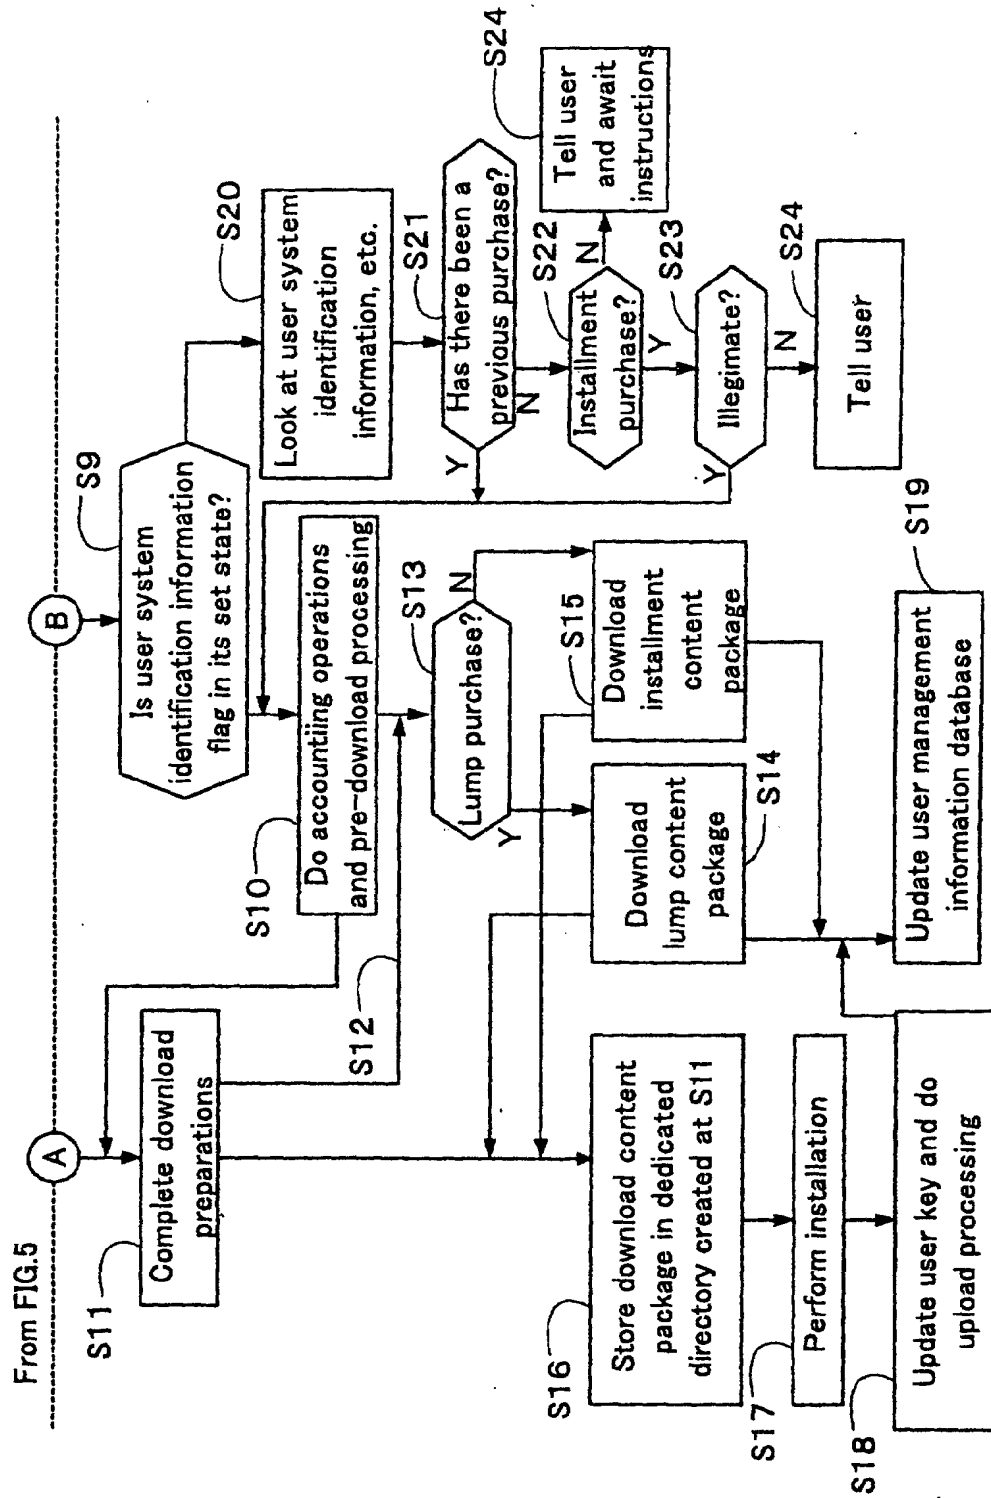 From FIG.5
A
B
S9
Is user system
identification information
flag in its set state?
S20
Look at user system
identification
information, etc.
S11
Complete download
preparations
S10
Do accountiing operations
and pre-download processing
S21
Has there been a
previous purchase?
Y
N
S24
Tell user
and await
instructions
S12
S13
Lump purchase?
Y
N
S22
Installment
purchase?
N
Y
S23
Illegimate?
Y
N
S16
Store download content
package in dedicated
directory created at S11
Download
lump content
package
S14
S15
Download
installment
content
package
S24
Tell user
S17
Perform installation
S18
Update user key and do
upload processing
S19
Update user management
information database